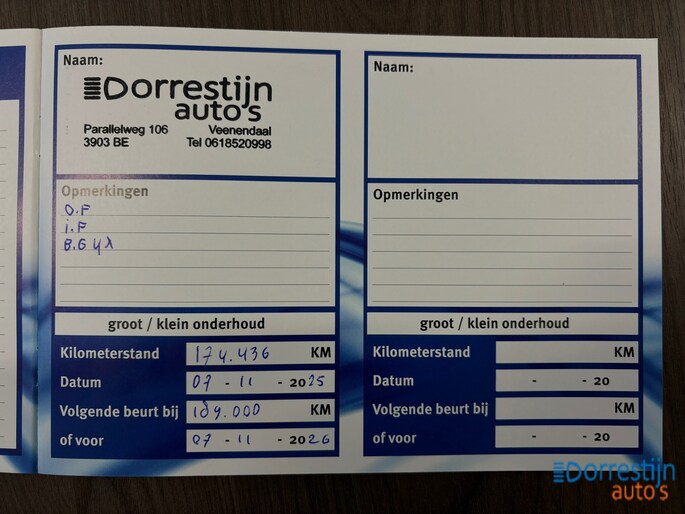 Naam:
Dorrestijn
auto's
Parallelweg 106 Veenendaal
3903 BE Tel 0618520998
Opmerkingen
O.F
i.F
groot / klein onderhoud
Kilometerstand 174.436 KM
Datum 07 - 11 - 2025
Volgende beurt bij 189.000 KM
of voor 07 - 11 - 2026
Naam:
Opmerkingen
groot / klein onderhoud
Kilometerstand KM
Datum - - 20
Volgende beurt bij KM
of voor - - 20
Dorrestijn
auto's